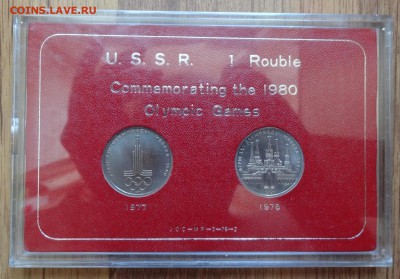 COINS.LAVE.RU
U. S. S. R. 1 Rouble
Commemorating the 1980
Olympic Games
1977
1978